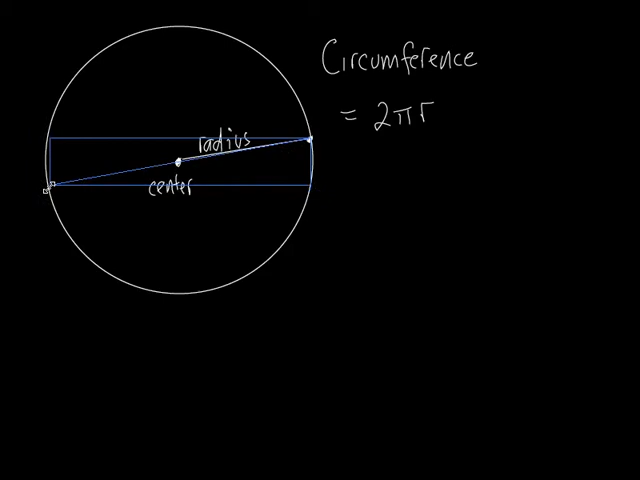 Circumference
= 2πr
radius
center